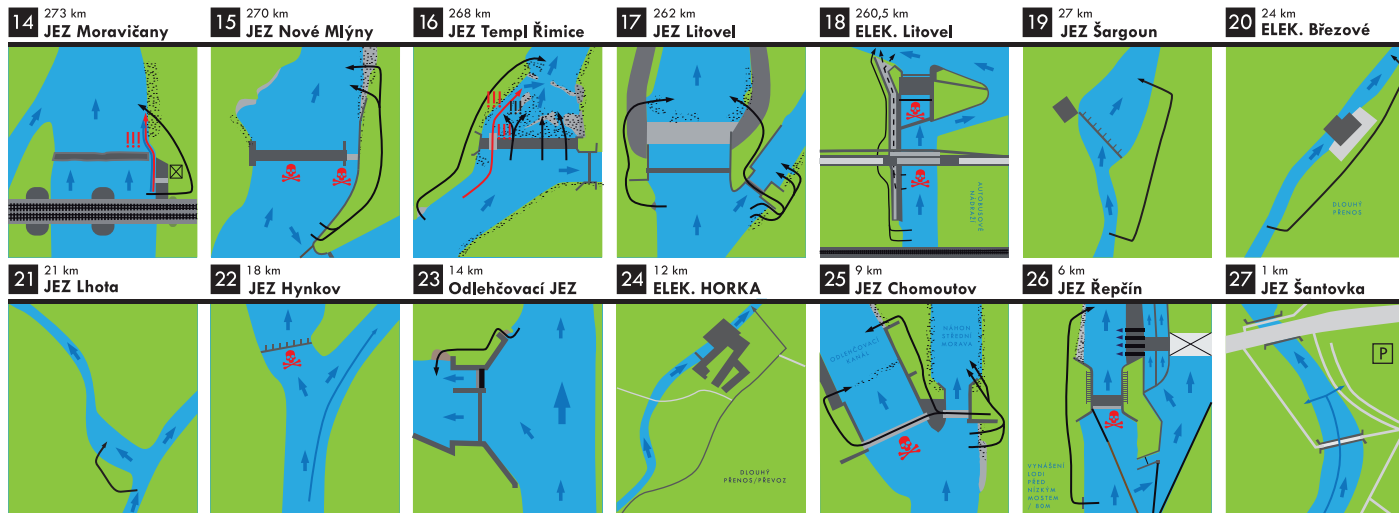 14 273 km
JEZ Moravičany
15 270 km
JEZ Nové Mlýny
16 268 km
JEZ Templ Řimice
17 262 km
JEZ Litovel
18 260,5 km
ELEK. Litovel
19 27 km
JEZ Šargoun
20 24 km
ELEK. Březové
!!!
!!!
!!!
!!!
AUTOBUSOVÉ
NÁDRAŽÍ
DLOUHÝ
PŘENOS
21 21 km
JEZ Lhota
22 18 km
JEZ Hynkov
23 14 km
Odlehčovací JEZ
24 12 km
ELEK. HORKA
25 9 km
JEZ Chomoutov
26 6 km
JEZ Řepčín
27 1 km
JEZ Šantovka
DLOUHÝ
PŘENOS/PŘEVOZ
ODLEHČOVACÍ
KANÁL
NÁHON
STŘEDNÍ
MORAVA
VYNÁŠENÍ
LODI
PŘED
NÍZKÝM
MOSTEM
/ 80M
P